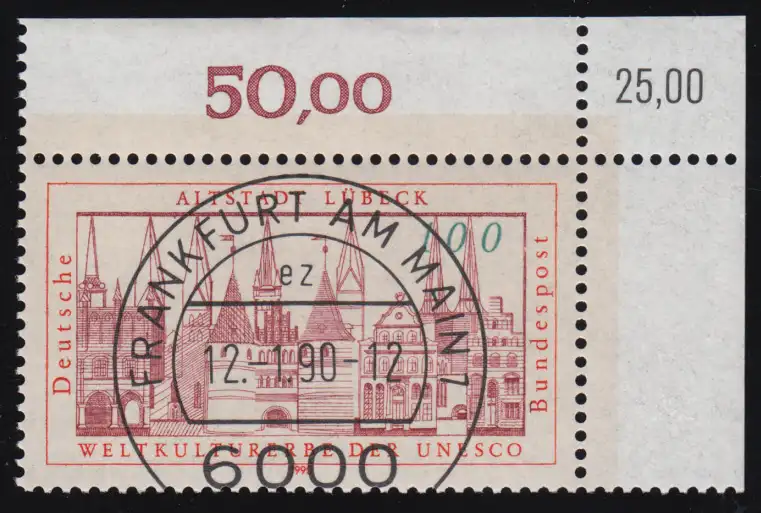 50,00
25,00
ALTSTADT LÜBECK
100
Deutsche
Bundespost
WELTKULTURERBE DER UNESCO
FRANKFURT AM MAIN 1
ez
12.-1.90-12
6000